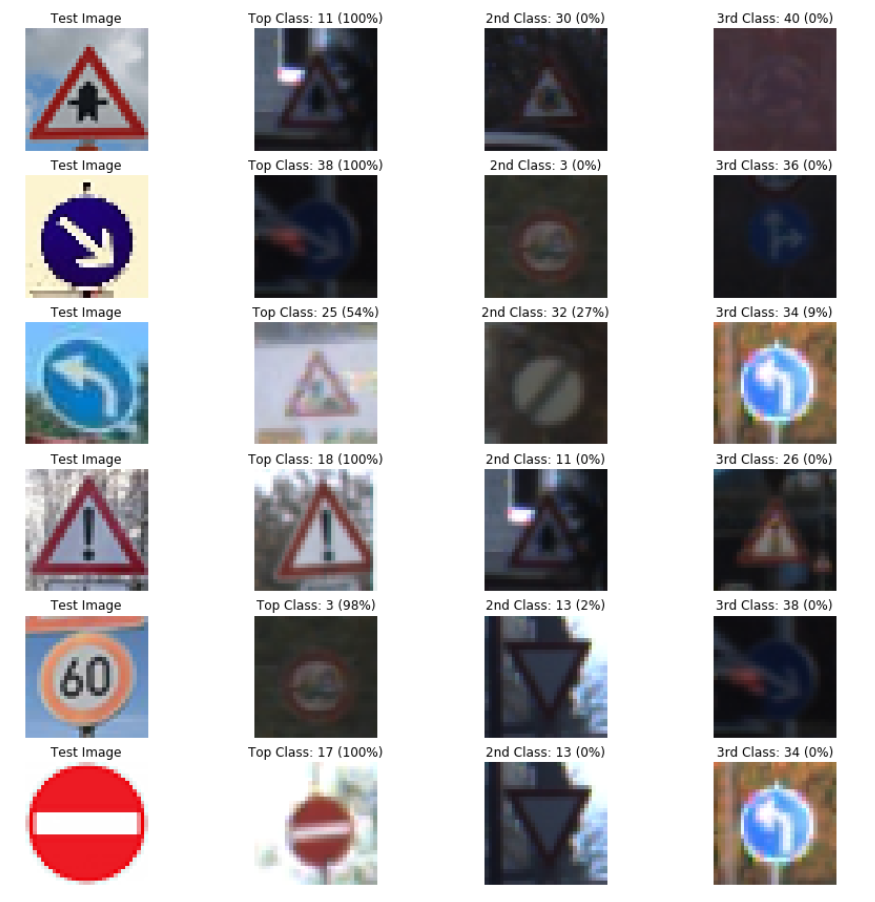 Test Image Top Class: 11 (100%) 2nd Class: 30 (0%) 3rd Class: 40 (0%)
Test Image Top Class: 38 (100%) 2nd Class: 3 (0%) 3rd Class: 36 (0%)
Test Image Top Class: 25 (54%) 2nd Class: 32 (27%) 3rd Class: 34 (9%)
Test Image Top Class: 18 (100%) 2nd Class: 11 (0%) 3rd Class: 26 (0%)
Test Image Top Class: 3 (98%) 2nd Class: 13 (2%) 3rd Class: 38 (0%)
60
Test Image Top Class: 17 (100%) 2nd Class: 13 (0%) 3rd Class: 34 (0%)